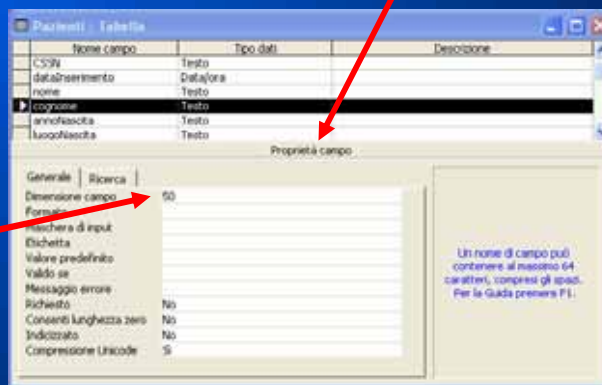 Pazienti : Tabella
Nome campo Tipo dati Descrizione
CSSN Testo
dataInserimento Data/ora
nome Testo
cognome Testo
annoNascita Testo
luogoNascita Testo
Proprietà campo
Generale Ricerca
Dimensione campo 50
Formato
Maschera di input
Etichetta
Valore predefinito
Valido se
Messaggio errore
Richiesto No
Consenti lunghezza zero No
Indicizzato No
Compressione Unicode Sì
Un nome di campo può
contenere al massimo 64
caratteri, compresi gli spazi.
Per la Guida premere F1.